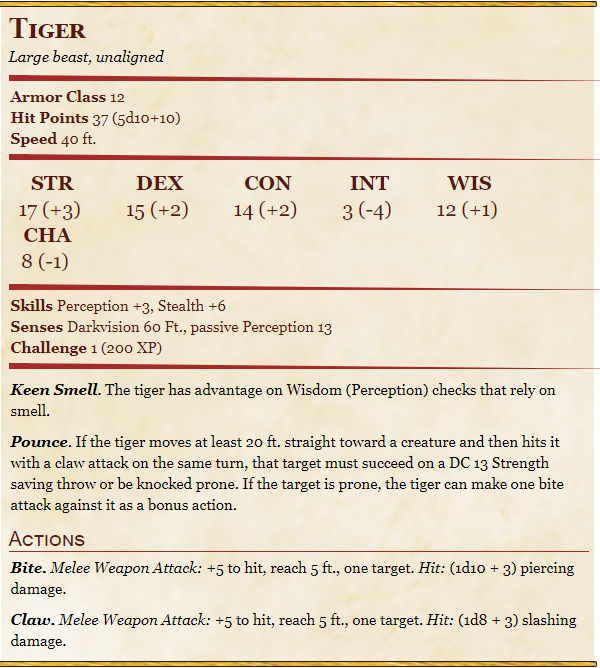 Tiger
Large beast, unaligned
Armor Class 12
Hit Points 37 (5d10+10)
Speed 40 ft.
STR DEX CON INT WIS
17 (+3) 15 (+2) 14 (+2) 3 (-4) 12 (+1)
CHA
8 (-1)
Skills Perception +3, Stealth +6
Senses Darkvision 60 Ft., passive Perception 13
Challenge 1 (200 XP)
Keen Smell. The tiger has advantage on Wisdom (Perception) checks that rely on
smell.
Pounce. If the tiger moves at least 20 ft. straight toward a creature and then hits it
with a claw attack on the same turn, that target must succeed on a DC 13 Strength
saving throw or be knocked prone. If the target is prone, the tiger can make one bite
attack against it as a bonus action.
Actions
Bite. Melee Weapon Attack: +5 to hit, reach 5 ft., one target. Hit: (1d10 + 3) piercing
damage.
Claw. Melee Weapon Attack: +5 to hit, reach 5 ft., one target. Hit: (1d8 + 3) slashing
damage.